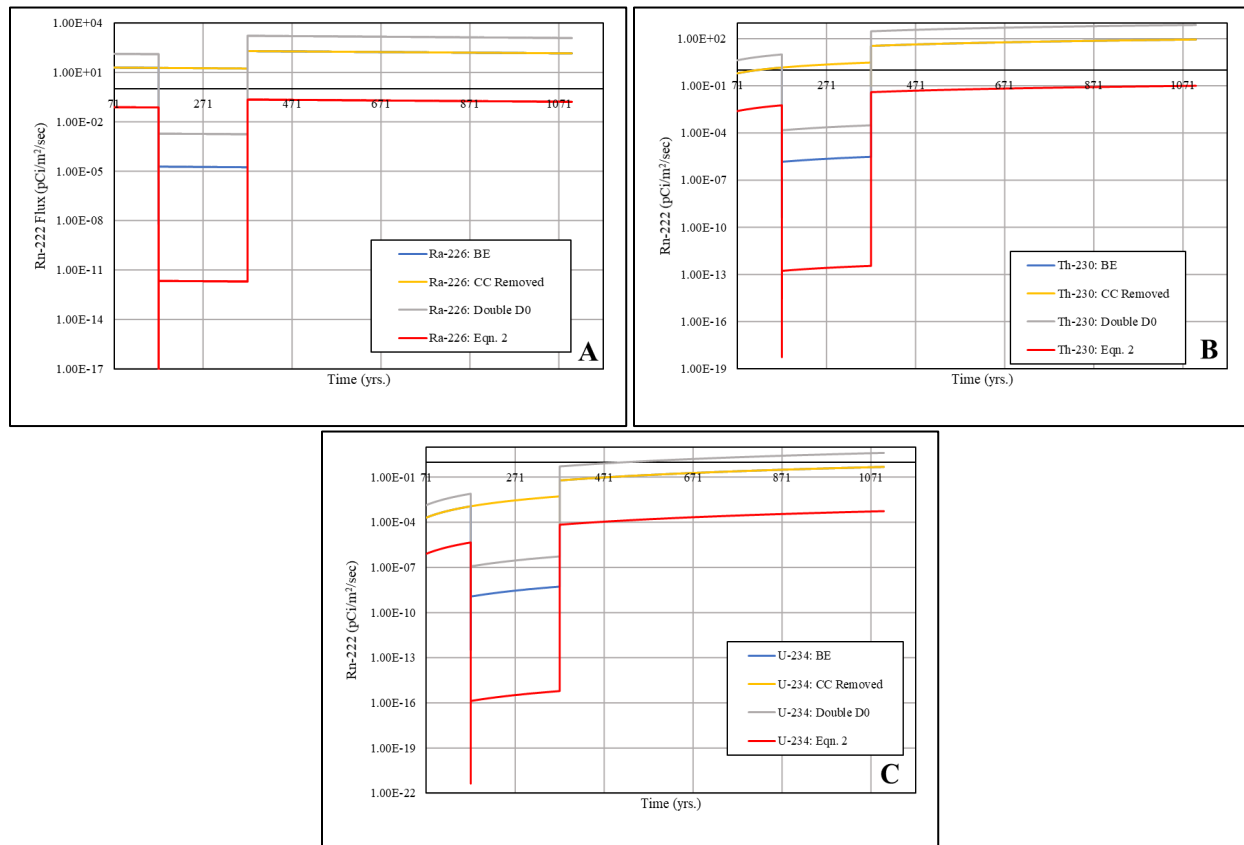 1.00E+04
1.00E+01
1.00E-02
1.00E-05
1.00E-08
1.00E-11
1.00E-14
1.00E-17
71 271 471 671 871 1071
Rn-222 Flux (pCi/m²/sec)
Time (yrs.)
Ra-226: BE
Ra-226: CC Removed
Ra-226: Double D0
Ra-226: Eqn. 2
A
1.00E+02
1.00E-01
1.00E-04
1.00E-07
1.00E-10
1.00E-13
1.00E-16
1.00E-19
71 271 471 671 871 1071
Rn-222 (pCi/m²/sec)
Time (yrs.)
Th-230: BE
Th-230: CC Removed
Th-230: Double D0
Th-230: Eqn. 2
B
1.00E-01
1.00E-04
1.00E-07
1.00E-10
1.00E-13
1.00E-16
1.00E-19
1.00E-22
71 271 471 671 871 1071
Rn-222 (pCi/m²/sec)
Time (yrs.)
U-234: BE
U-234: CC Removed
U-234: Double D0
U-234: Eqn. 2
C